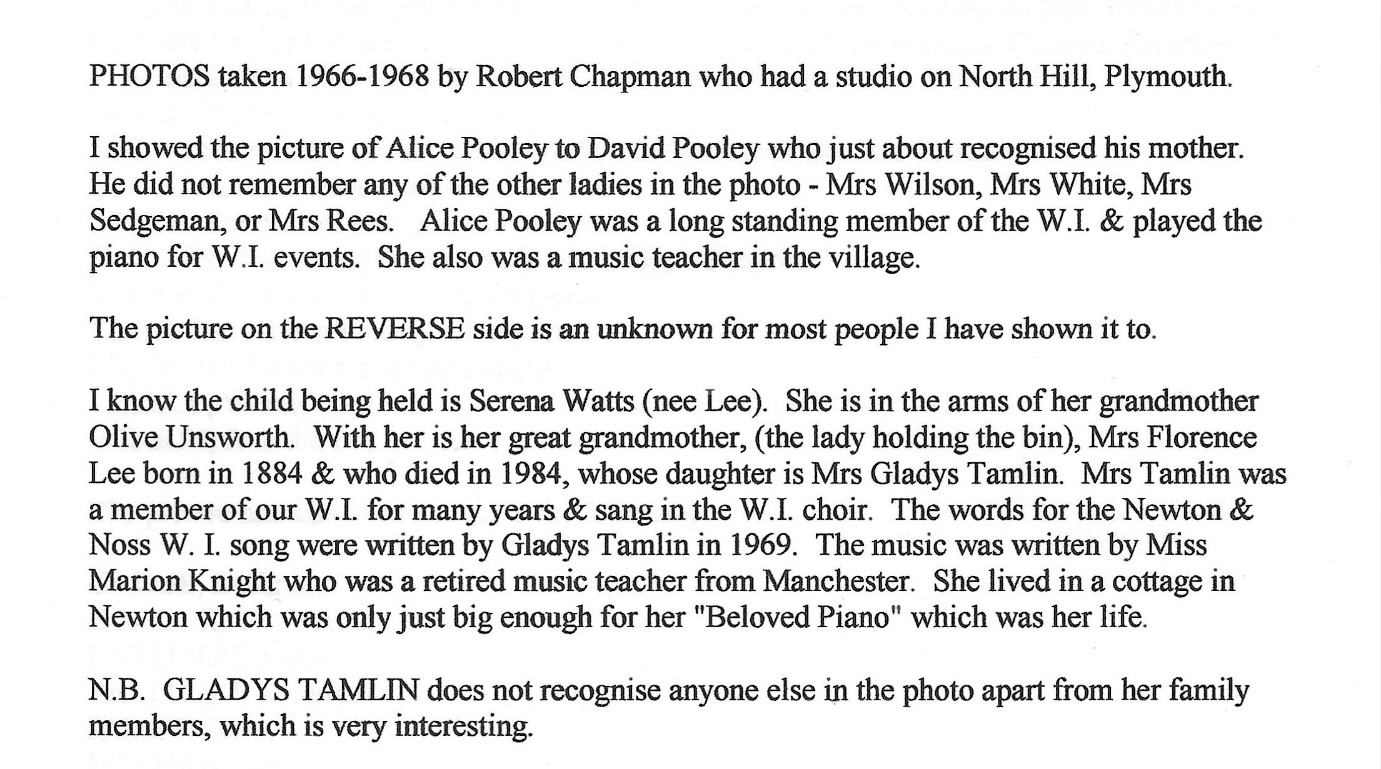 PHOTOS taken 1966-1968 by Robert Chapman who had a studio on North Hill, Plymouth.
I showed the picture of Alice Pooley to David Pooley who just about recognised his mother.
He did not remember any of the other ladies in the photo - Mrs Wilson, Mrs White, Mrs
Sedgeman, or Mrs Rees. Alice Pooley was a long standing member of the W.I. & played the
piano for W.I. events. She also was a music teacher in the village.
The picture on the REVERSE side is an unknown for most people I have shown it to.
I know the child being held is Serena Watts (nee Lee). She is in the arms of her grandmother
Olive Unsworth. With her is her great grandmother, (the lady holding the bin), Mrs Florence
Lee born in 1884 & who died in 1984, whose daughter is Mrs Gladys Tamlin. Mrs Tamlin was
a member of our W.I. for many years & sang in the W.I. choir. The words for the Newton &
Noss W. I. song were written by Gladys Tamlin in 1969. The music was written by Miss
Marion Knight who was a retired music teacher from Manchester. She lived in a cottage in
Newton which was only just big enough for her "Beloved Piano" which was her life.
N.B. GLADYS TAMLIN does not recognise anyone else in the photo apart from her family
members, which is very interesting.